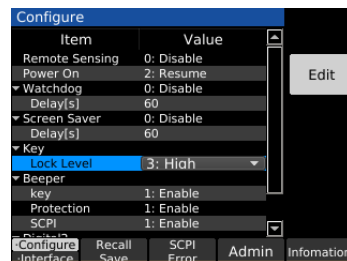 Configure
Item Value
Remote Sensing 0: Disable
Power On 2: Resume
Edit
Watchdog 0: Disable
Delay[s] 60
Screen Saver 0: Disable
Delay[s] 60
Key
Lock Level 3: High
Beeper
key 1: Enable
Protection 1: Enable
SCPI 1: Enable
Configure Recall SCPI Admin Infomation
Interface Save Error